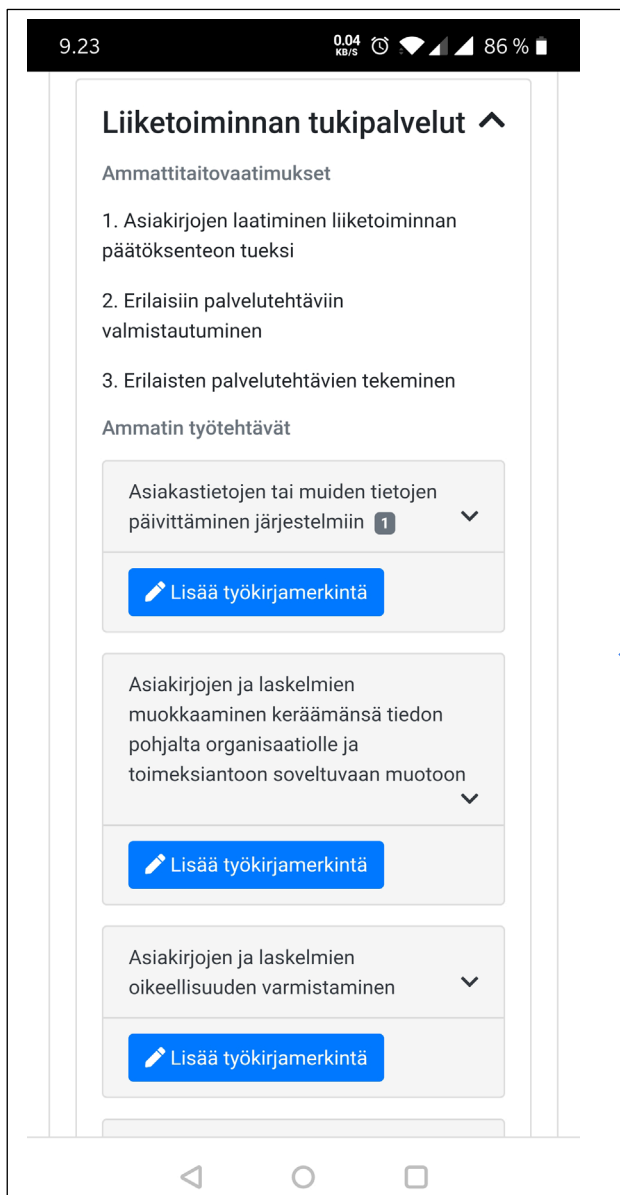 9.23
0.04 KB/S
86 %
Liiketoiminnan tukipalvelut
Ammattitaitovaatimukset
1. Asiakirjojen laatiminen liiketoiminnan
päätöksenteon tueksi
2. Erilaisiin palvelutehtäviin
valmistautuminen
3. Erilaisten palvelutehtävien tekeminen
Ammatin työtehtävät
Asiakastietojen tai muiden tietojen
päivittäminen järjestelmiin 1
Lisää työkirjamerkintä
Asiakirjojen ja laskelmien
muokkaaminen keräämänsä tiedon
pohjalta organisaatiolle ja
toimeksiantoon soveltuvaan muotoon
Lisää työkirjamerkintä
Asiakirjojen ja laskelmien
oikeellisuuden varmistaminen
Lisää työkirjamerkintä